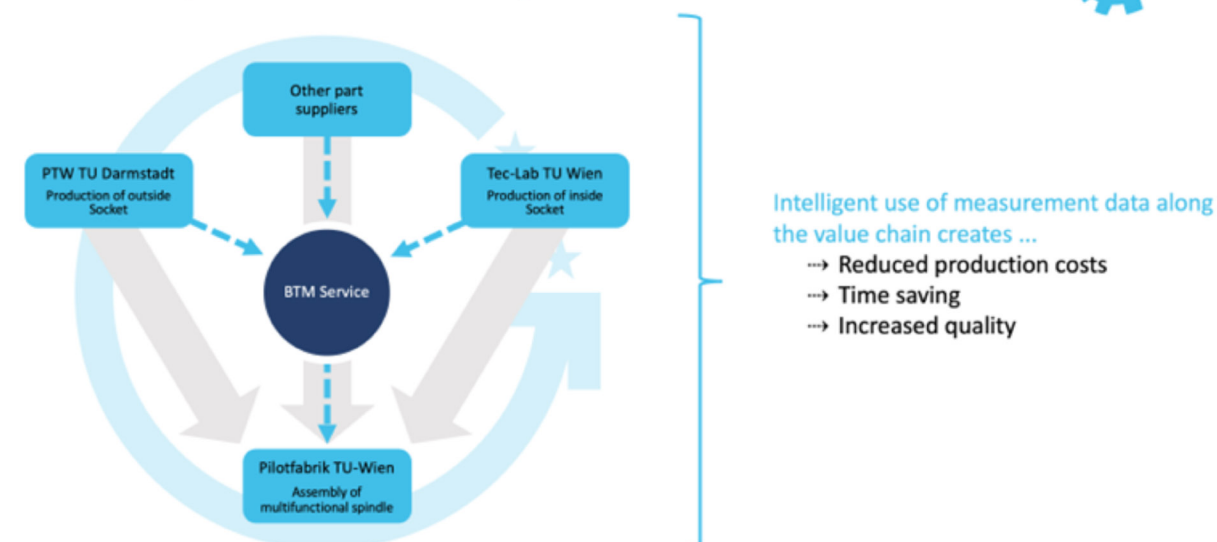 Other part
suppliers
PTW TU Darmstadt
Production of outside
Socket
Tec-Lab TU Wien
Production of inside
Socket
BTM Service
Pilotfabrik TU-Wien
Assembly of
multifunctional spindle
Intelligent use of measurement data along
the value chain creates ...
⤏ Reduced production costs
⤏ Time saving
⤏ Increased quality